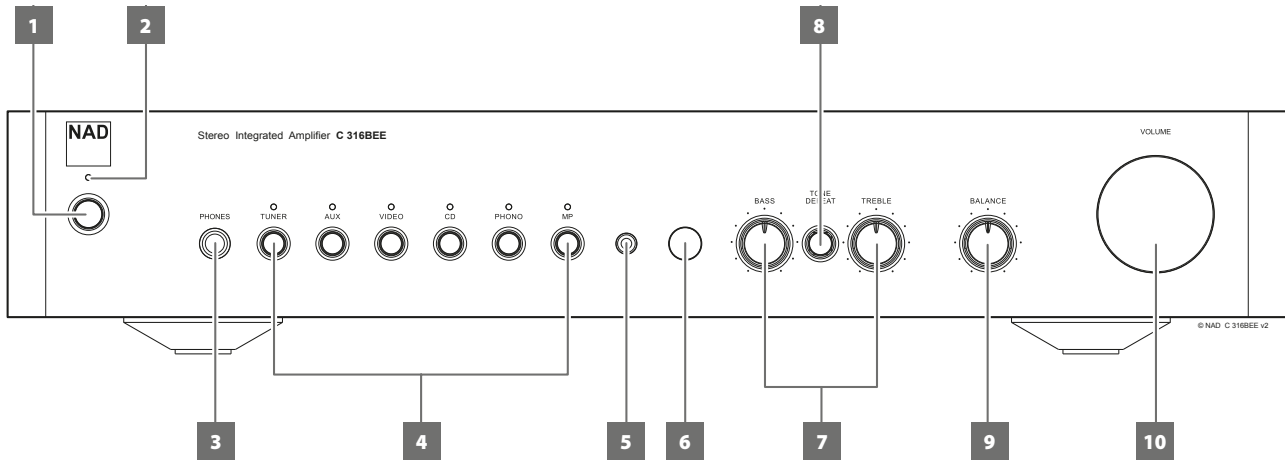 1 2 8
NAD
Stereo Integrated Amplifier C 316BEE
VOLUME
PHONES TUNER AUX VIDEO CD PHONO MP
BASS TONE DEFEAT TREBLE BALANCE
© NAD C 316BEE v2
3 4 5 6 7 9 10